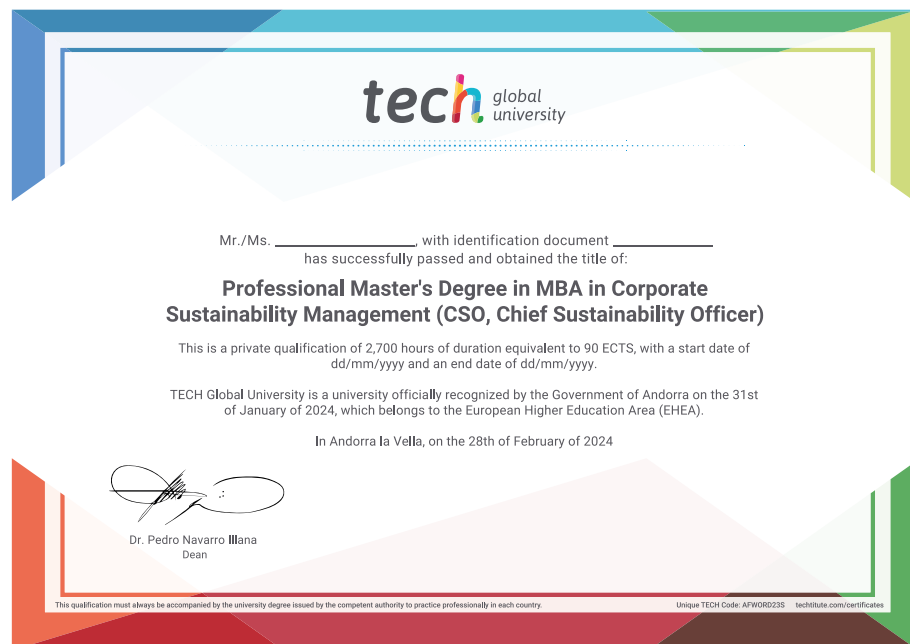 tech global
university
Mr./Ms. ____________, with identification document ____________
has successfully passed and obtained the title of:
Professional Master's Degree in MBA in Corporate
Sustainability Management (CSO, Chief Sustainability Officer)
This is a private qualification of 2,700 hours of duration equivalent to 90 ECTS, with a start date of
dd/mm/yyyy and an end date of dd/mm/yyyy.
TECH Global University is a university officially recognized by the Government of Andorra on the 31st
of January of 2024, which belongs to the European Higher Education Area (EHEA).
In Andorra la Vella, on the 28th of February of 2024
Dr. Pedro Navarro Illana
Dean
This qualification must always be accompanied by the university degree issued by the competent authority to practice professionally in each country.
Unique TECH Code: AFWORD23S techtitute.com/certificates